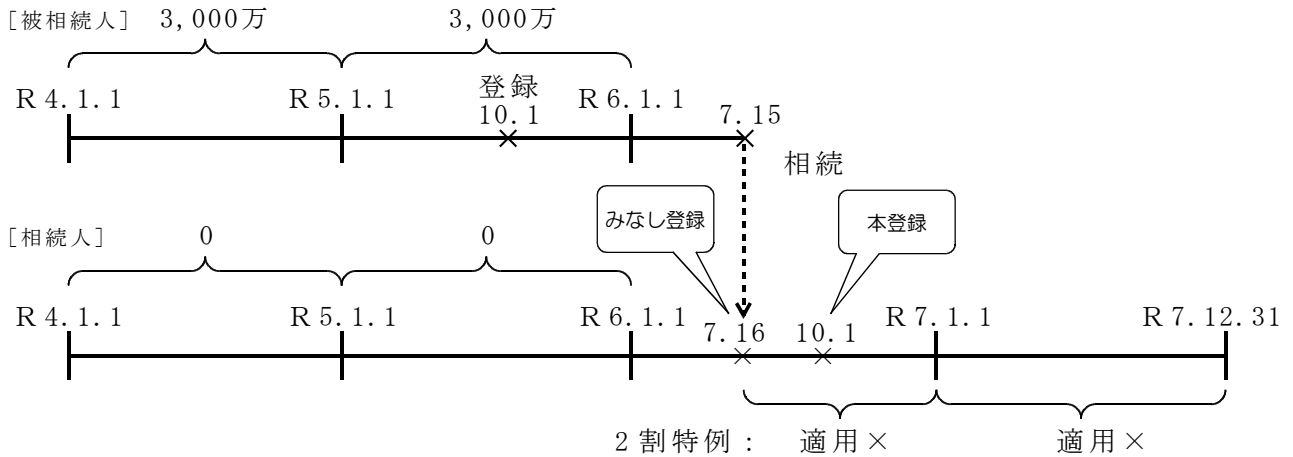 [被相続人] 3,000万 3,000万
R4.1.1 R5.1.1 登録 10.1 R6.1.1 7.15
相続
みなし登録 本登録
[相続人] 0 0
R4.1.1 R5.1.1 R6.1.1 7.16 10.1 R7.1.1 R7.12.31
2割特例: 適用× 適用×